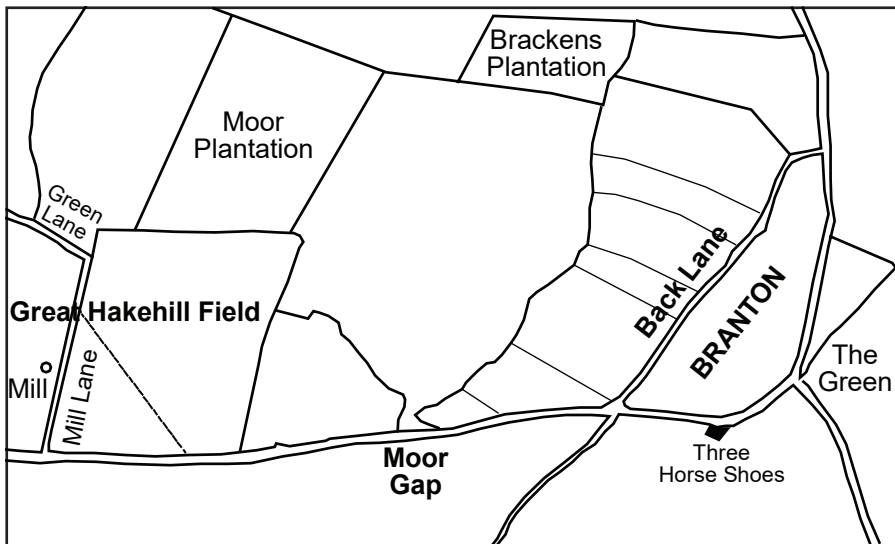 Brackens
Plantation
Moor
Plantation
Green
Lane
Great Hakehill Field
Back Lane
BRANTON
Mill
Mill Lane
The
Green
Moor
Gap
Three
Horse Shoes